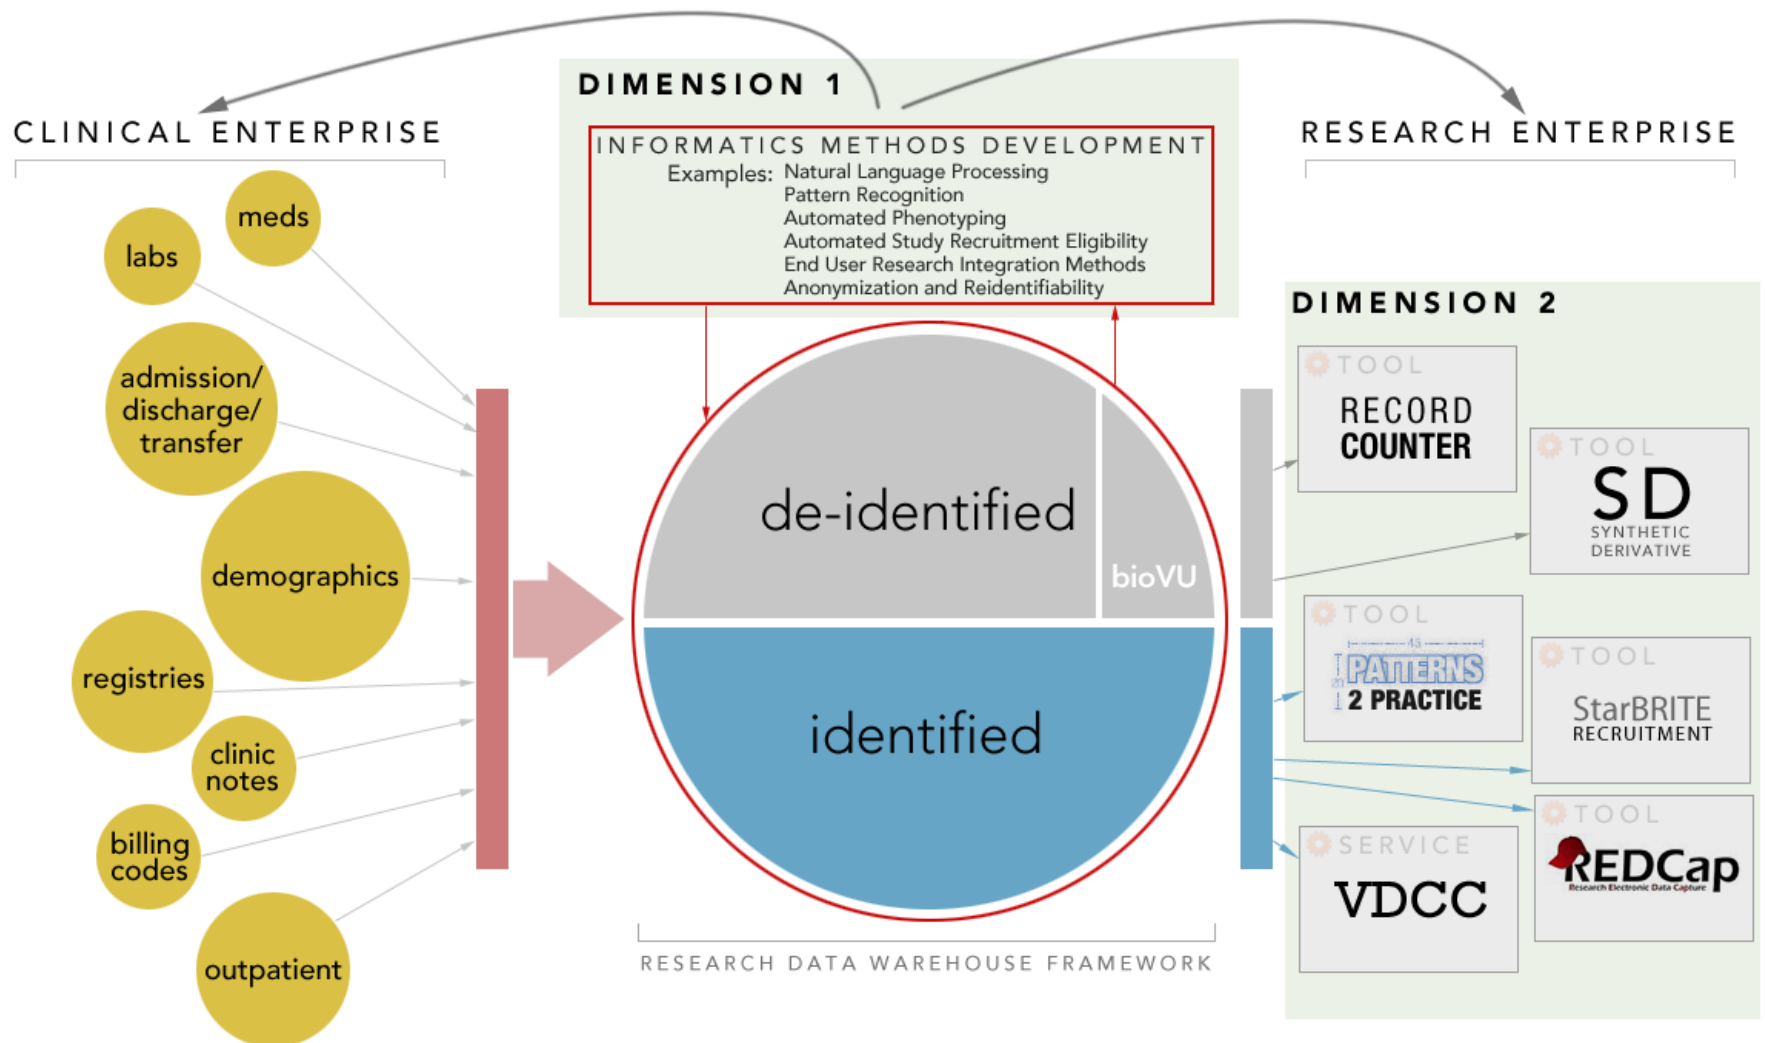 DIMENSION 1
CLINICAL ENTERPRISE
RESEARCH ENTERPRISE
INFORMATICS METHODS DEVELOPMENT
Examples: Natural Language Processing
Pattern Recognition
Automated Phenotyping
Automated Study Recruitment Eligibility
End User Research Integration Methods
Anonymization and Reidentifiability
meds
labs
admission/
discharge/
transfer
demographics
registries
clinic
notes
billing
codes
outpatient
de-identified
bioVU
identified
RESEARCH DATA WAREHOUSE FRAMEWORK
DIMENSION 2
TOOL
RECORD
COUNTER
TOOL
SD
SYNTHETIC
DERIVATIVE
TOOL
45
PATTERNS
2 PRACTICE
TOOL
StarBRITE
RECRUITMENT
SERVICE
VDCC
TOOL
REDCap
Research Electronic Data Capture